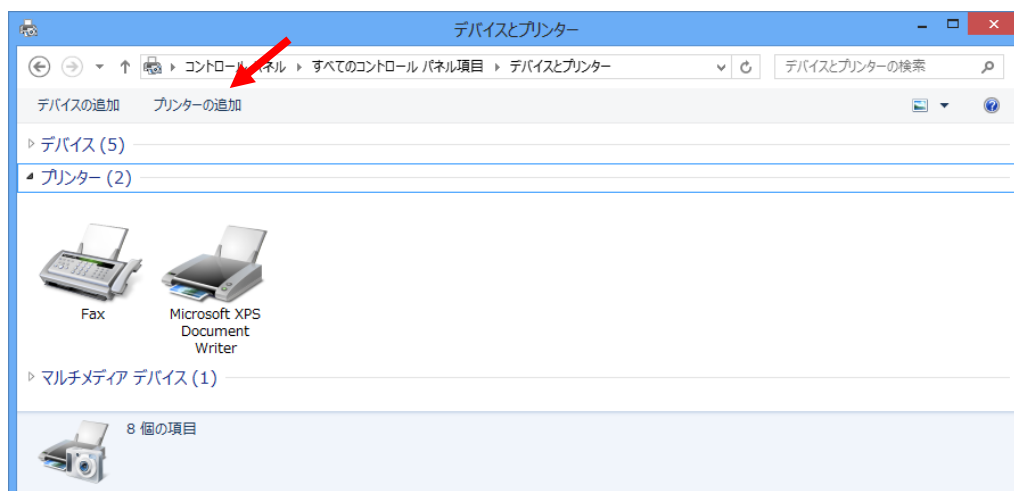 デバイスとプリンター
コントロール パネル
すべてのコントロール パネル項目
デバイスとプリンター
デバイスとプリンターの検索
デバイスの追加
プリンターの追加
デバイス (5)
プリンター (2)
Fax
Microsoft XPS
Document
Writer
マルチメディア デバイス (1)
8 個の項目